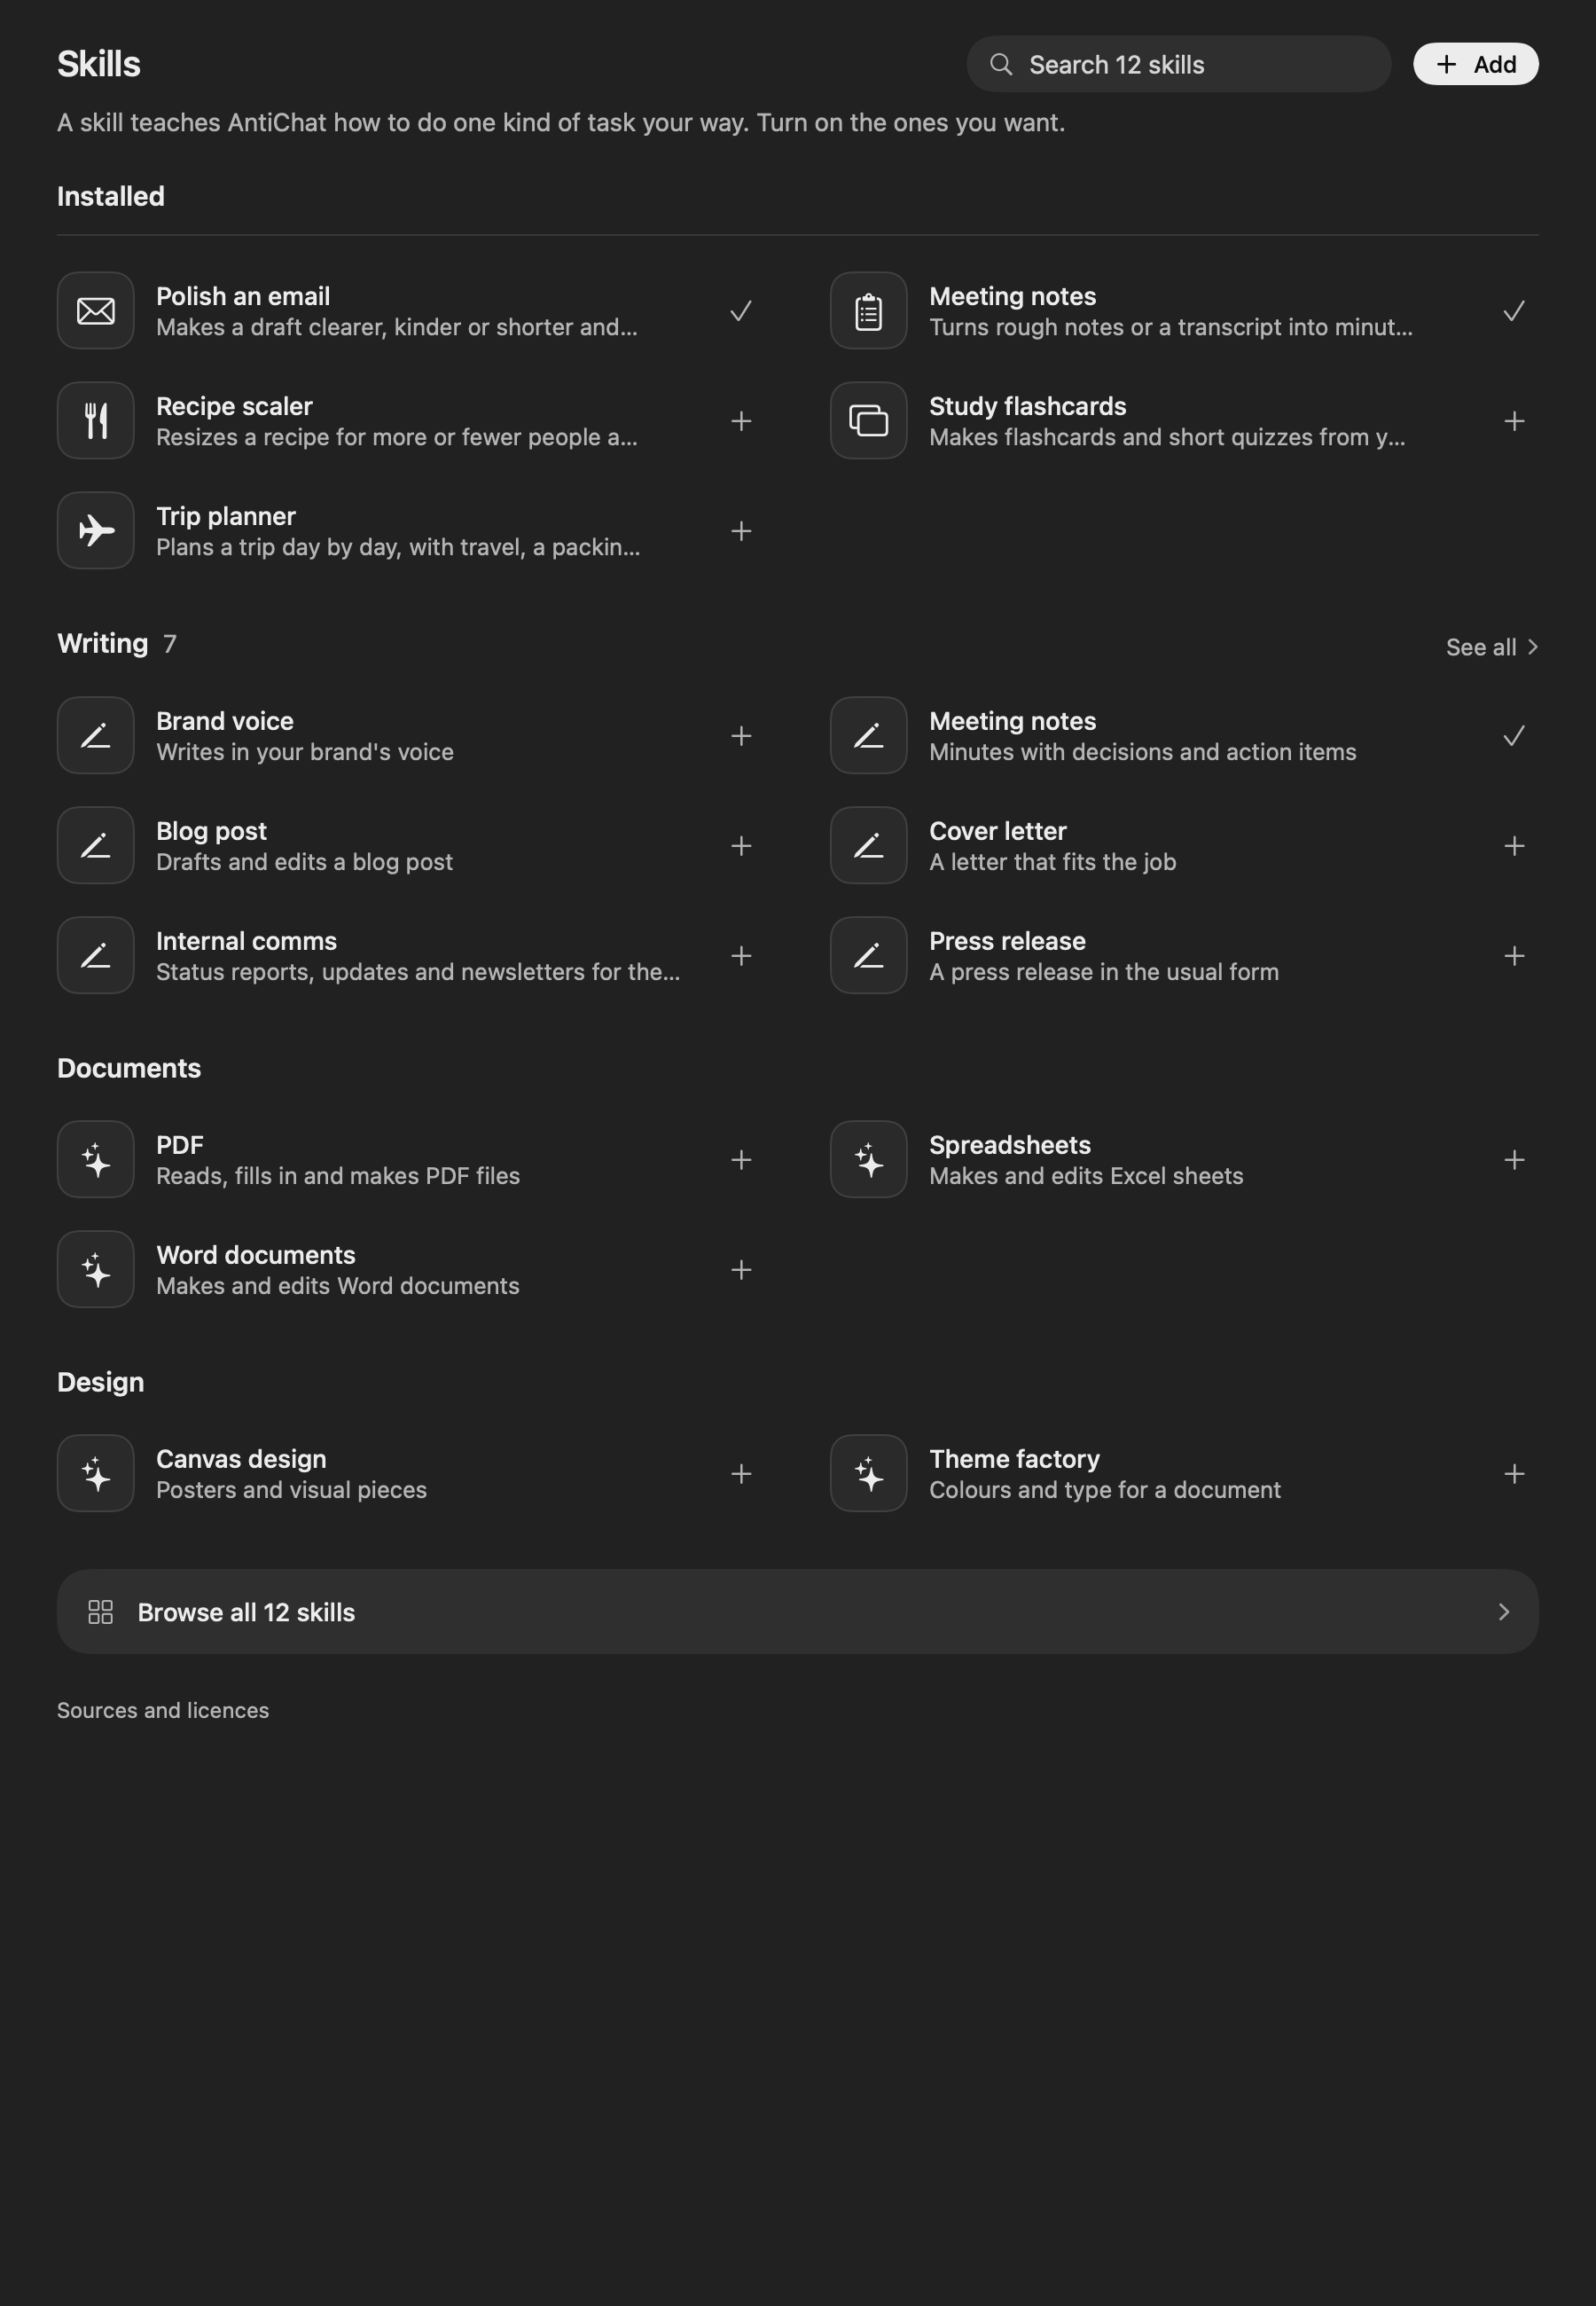 Skills
Search 12 skills
Add
A skill teaches AntiChat how to do one kind of task your way. Turn on the ones you want.
Installed
Polish an email
Makes a draft clearer, kinder or shorter and...
Meeting notes
Turns rough notes or a transcript into minut...
Recipe scaler
Resizes a recipe for more or fewer people a...
Study flashcards
Makes flashcards and short quizzes from y...
Trip planner
Plans a trip day by day, with travel, a packin...
Writing 7
See all
Brand voice
Writes in your brand's voice
Meeting notes
Minutes with decisions and action items
Blog post
Drafts and edits a blog post
Cover letter
A letter that fits the job
Internal comms
Status reports, updates and newsletters for the...
Press release
A press release in the usual form
Documents
PDF
Reads, fills in and makes PDF files
Spreadsheets
Makes and edits Excel sheets
Word documents
Makes and edits Word documents
Design
Canvas design
Posters and visual pieces
Theme factory
Colours and type for a document
Browse all 12 skills
Sources and licences